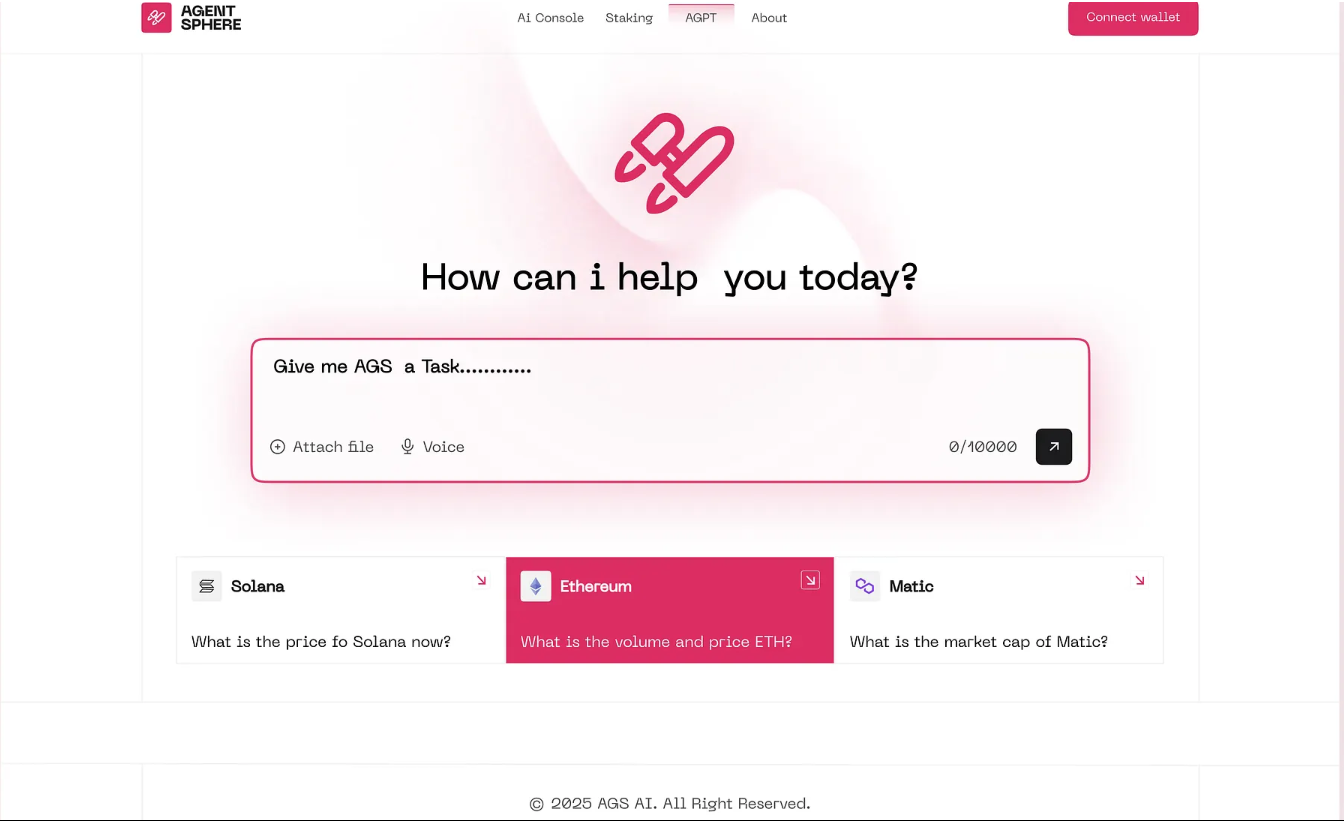 AGENT
SPHERE
Ai Console
Staking
AGPT
About
Connect wallet
How can i help you today?
Give me AGS a Task............
Attach file
Voice
0/10000
Solana
What is the price fo Solana now?
Ethereum
What is the volume and price ETH?
Matic
What is the market cap of Matic?
© 2025 AGS AI. All Right Reserved.